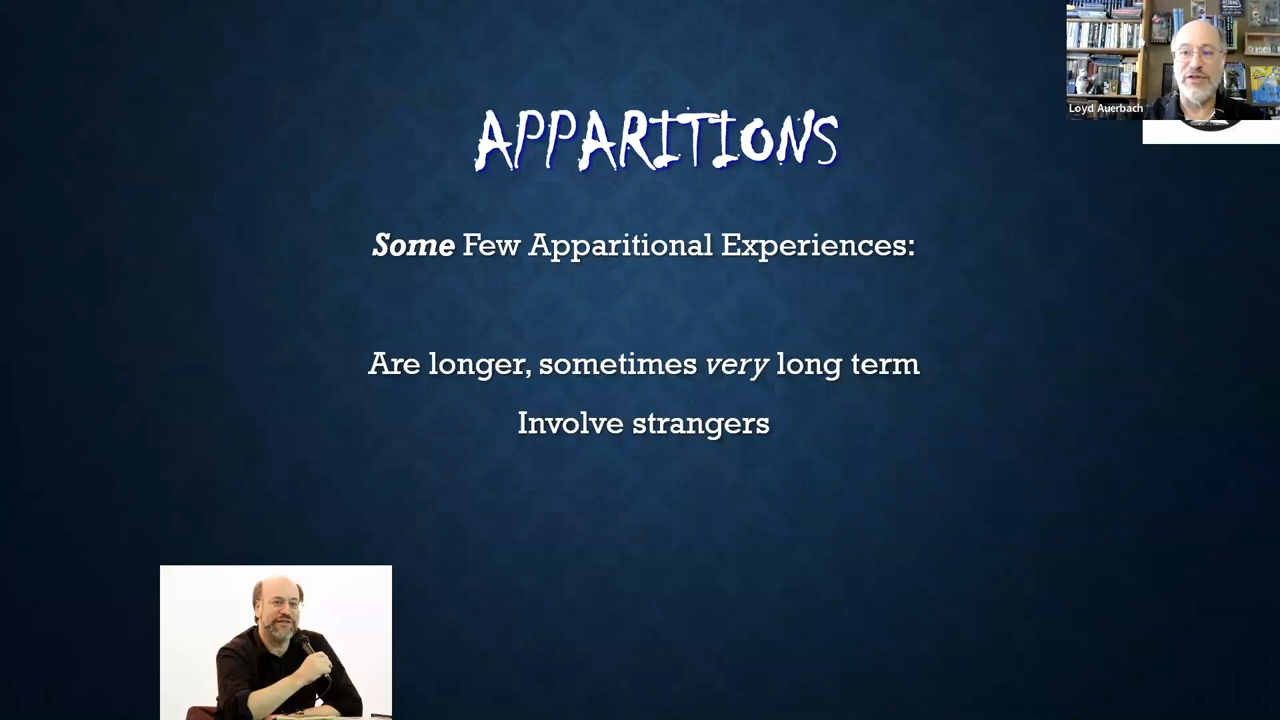 Loyd Auerbach
APPARITIONS
Some Few Apparitional Experiences:
Are longer, sometimes very long term
Involve strangers